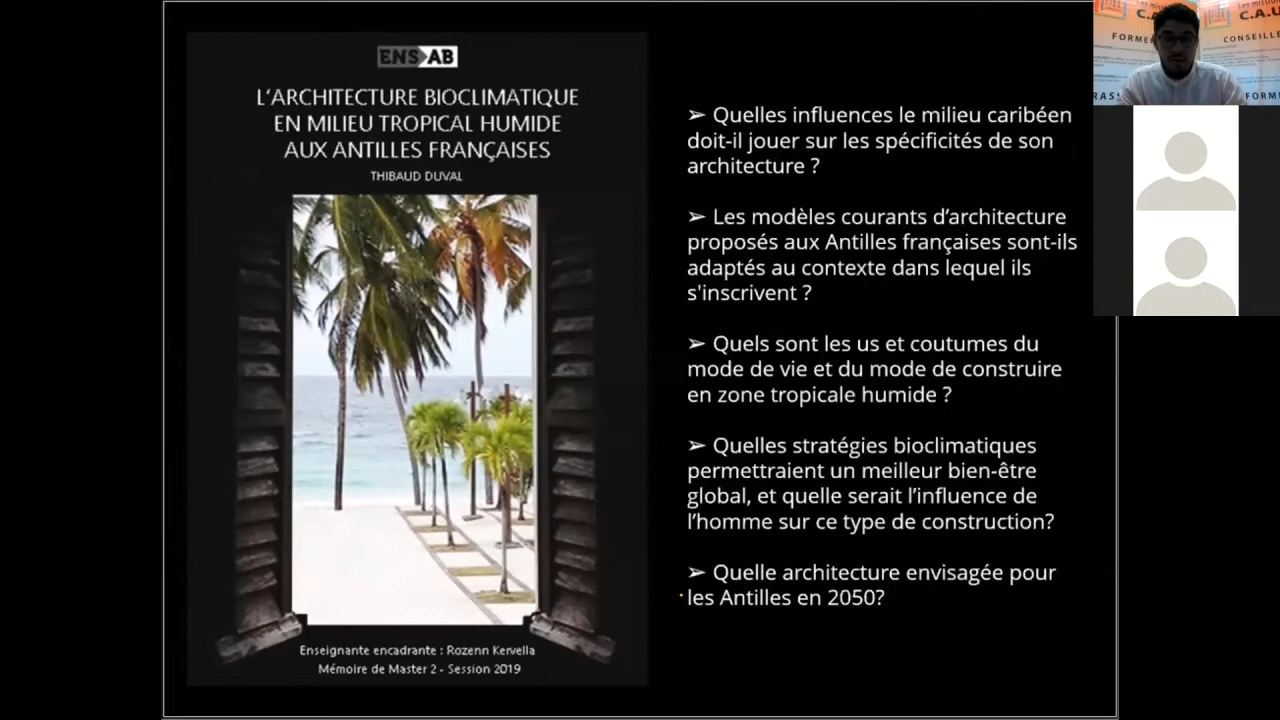 ENSAB
L'ARCHITECTURE BIOCLIMATIQUE
EN MILIEU TROPICAL HUMIDE
AUX ANTILLES FRANÇAISES
THIBAUD DUVAL
Enseignante encadrante : Rozenn Kervella
Mémoire de Master 2 - Session 2019
➢ Quelles influences le milieu caribéen
doit-il jouer sur les spécificités de son
architecture ?
➢ Les modèles courants d’architecture
proposés aux Antilles françaises sont-ils
adaptés au contexte dans lequel ils
s'inscrivent ?
➢ Quels sont les us et coutumes du
mode de vie et du mode de construire
en zone tropicale humide ?
➢ Quelles stratégies bioclimatiques
permettraient un meilleur bien-être
global, et quelle serait l’influence de
l’homme sur ce type de construction?
➢ Quelle architecture envisagée pour
les Antilles en 2050?
Les missi
C.A.U
FORME
CONSEILLE
FORM